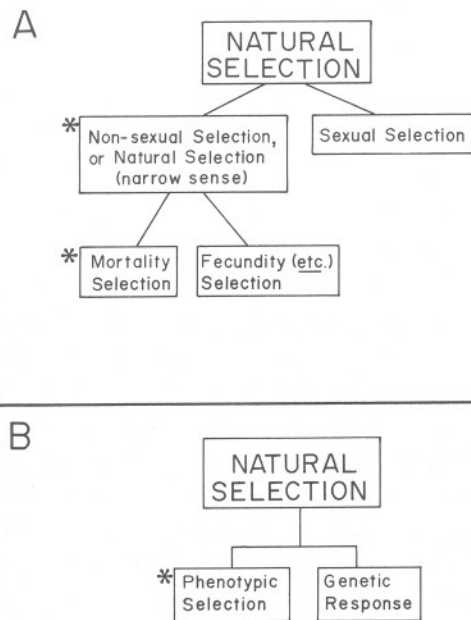 A
NATURAL
SELECTION
* Non-sexual Selection,
or Natural Selection
(narrow sense)
Sexual Selection
* Mortality
Selection
Fecundity (etc.)
Selection
B
NATURAL
SELECTION
* Phenotypic
Selection
Genetic
Response